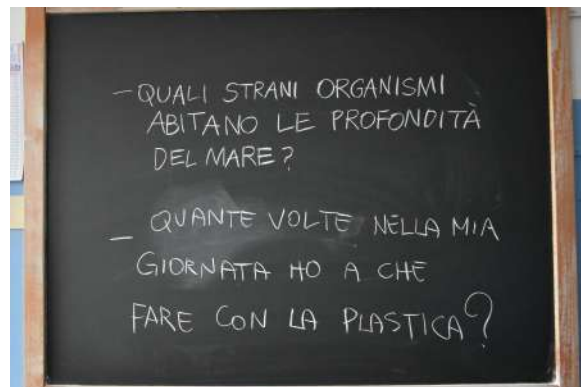 - QUALI STRANI ORGANISMI
ABITANO LE PROFONDITÀ
DEL MARE?
- QUANTE VOLTE NELLA MIA
GIORNATA HO A CHE
FARE CON LA PLASTICA?